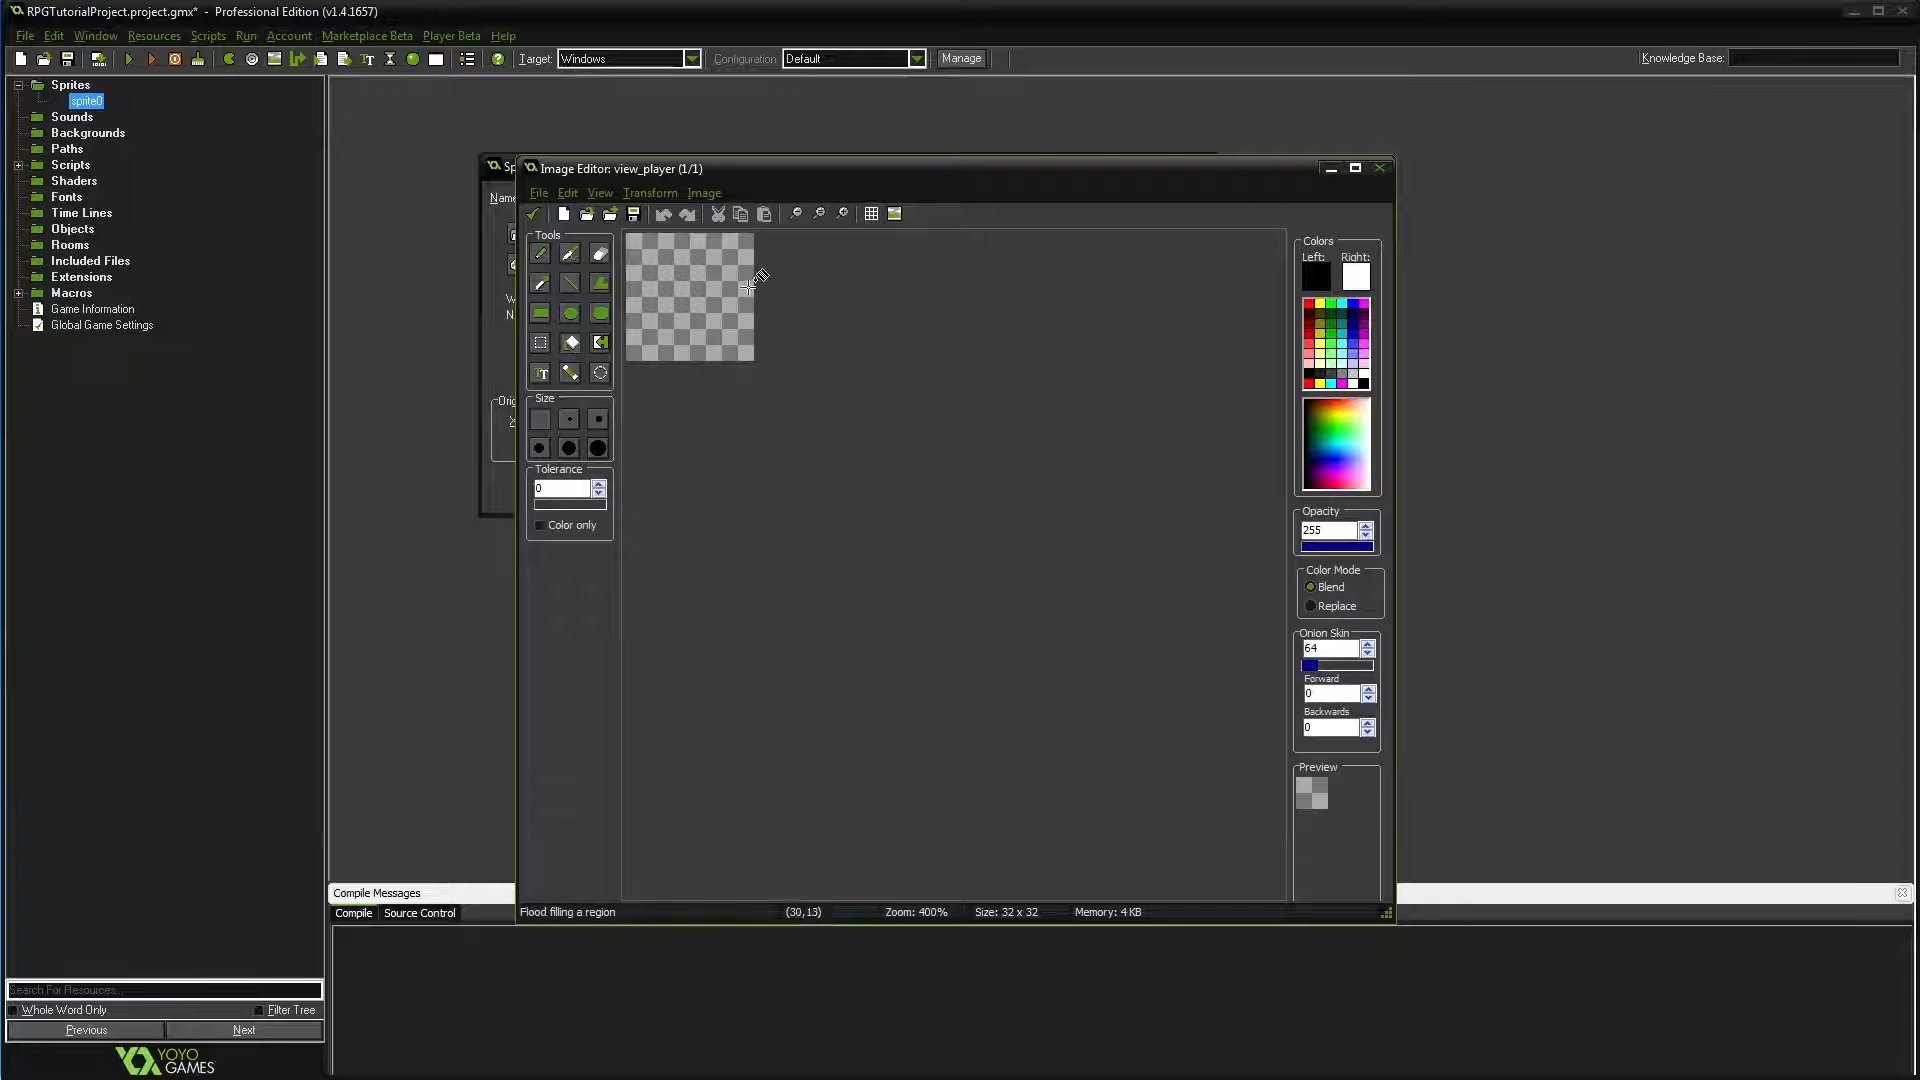 RPGTutorialProject.project.gmx* - Professional Edition (v1.4.1657)
File Edit Window Resources Scripts Run Account Marketplace Beta Player Beta Help
Target: Windows Configuration Default Manage Knowledge Base:
Sprites
sprite0
Sounds
Backgrounds
Paths
Scripts
Shaders
Fonts
Time Lines
Objects
Rooms
Included Files
Extensions
Macros
Game Information
Global Game Settings
Image Editor: view_player (1/1)
File Edit View Transform Image
Tools
Size
Tolerance
0
Color only
Colors
Left: Right:
Opacity
255
Color Mode
Blend
Replace
Onion Skin
64
Forward
0
Backwards
0
Preview
Flood filling a region (30,13) Zoom: 400% Size: 32 x 32 Memory: 4 KB
Compile Messages
Compile Source Control
Search For Resources...
Whole Word Only Filter Tree
Previous Next
YOYO
GAMES